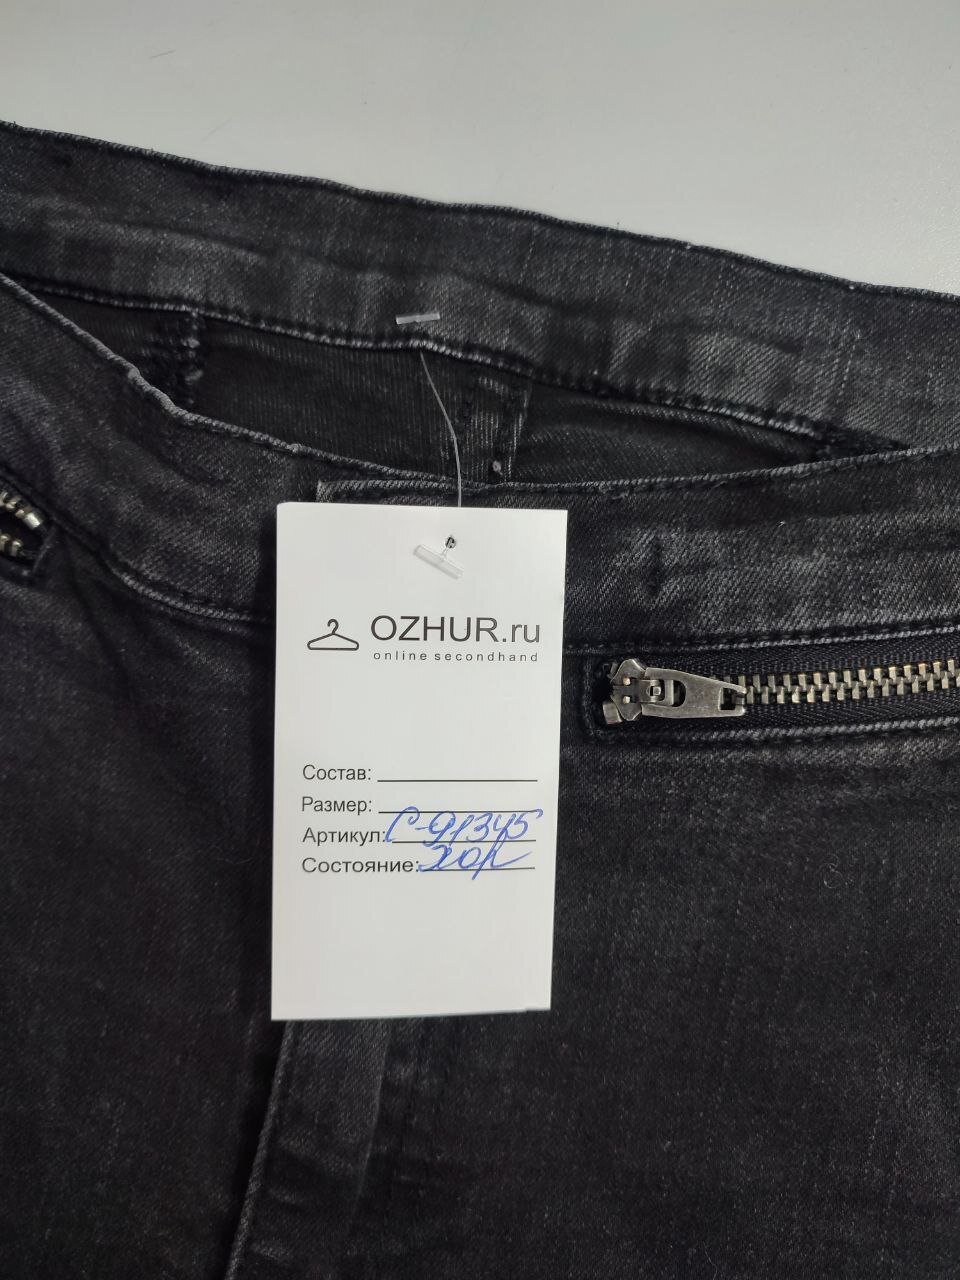 OZHUR.ru
online secondhand
Состав:
Размер:
Артикул: С-91345
Состояние: хор